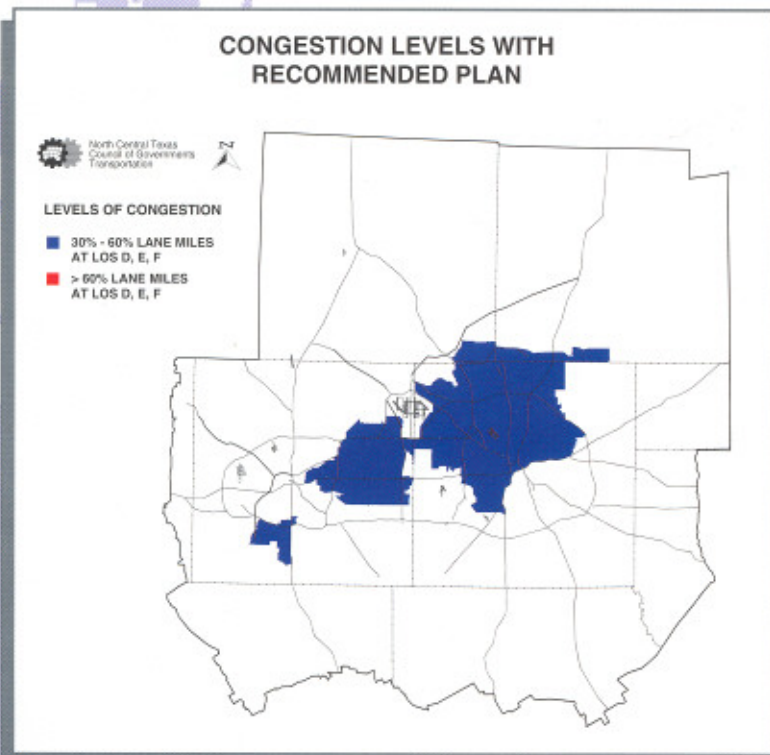 CONGESTION LEVELS WITH
RECOMMENDED PLAN
North Central Texas
Council of Governments
Transportation
N
LEVELS OF CONGESTION
30% - 60% LANE MILES
AT LOS D, E, F
> 60% LANE MILES
AT LOS D, E, F